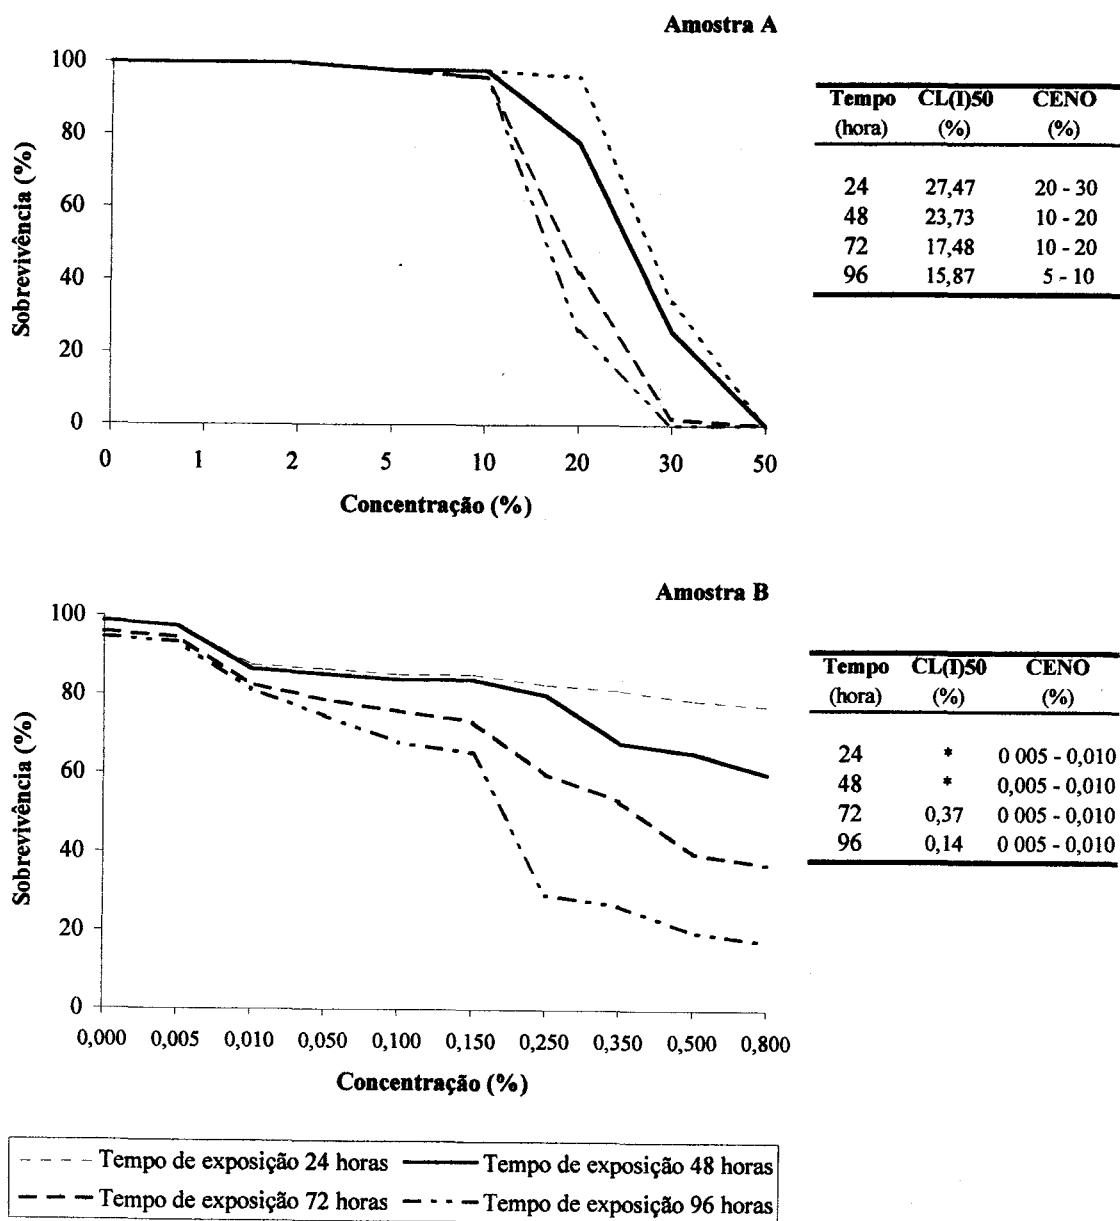 Amostra A
100
80
60
40
20
0
Sobrevivência (%)
0 1 2 5 10 20 30 50
Concentração (%)
Tempo CL(I)50 CENO
(hora) (%) (%)
24 27,47 20 - 30
48 23,73 10 - 20
72 17,48 10 - 20
96 15,87 5 - 10
Amostra B
100
80
60
40
20
0
Sobrevivência (%)
0,000 0,005 0,010 0,050 0,100 0,150 0,250 0,350 0,500 0,800
Concentração (%)
Tempo CL(I)50 CENO
(hora) (%) (%)
24 * 0 005 - 0,010
48 * 0,005 - 0,010
72 0,37 0 005 - 0,010
96 0,14 0 005 - 0,010
Tempo de exposição 24 horas Tempo de exposição 48 horas
Tempo de exposição 72 horas Tempo de exposição 96 horas